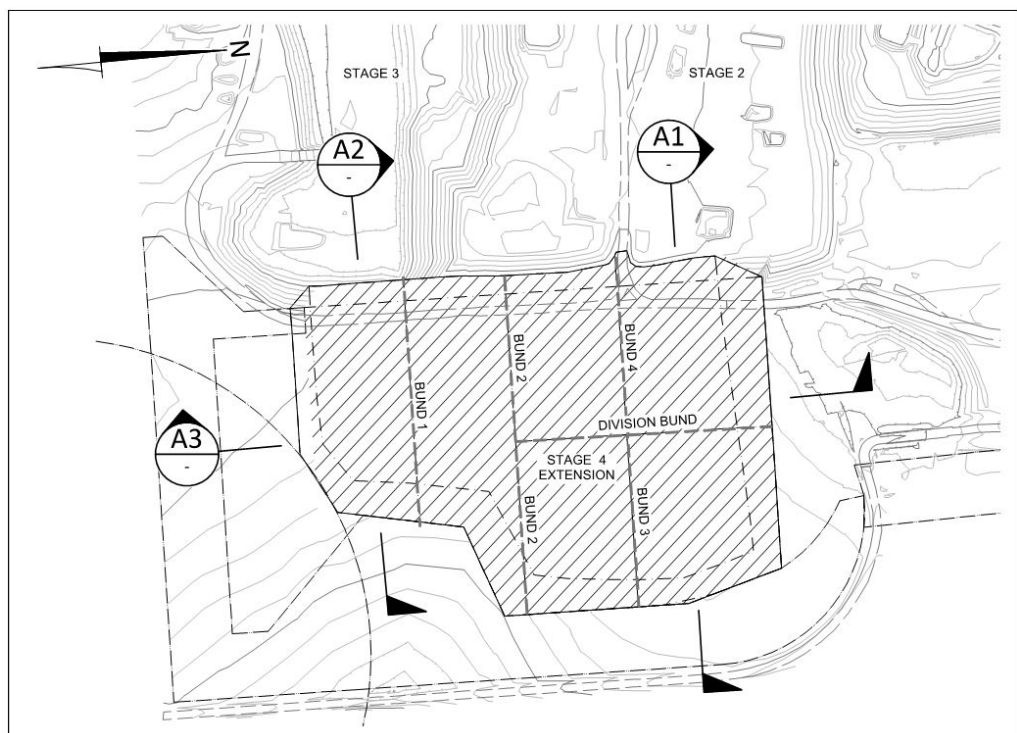 N
STAGE 3
STAGE 2
A2
-
A1
-
BUND 1
BUND 2
BUND 4
DIVISION BUND
A3
-
STAGE 4
EXTENSION
BUND 2
BUND 3